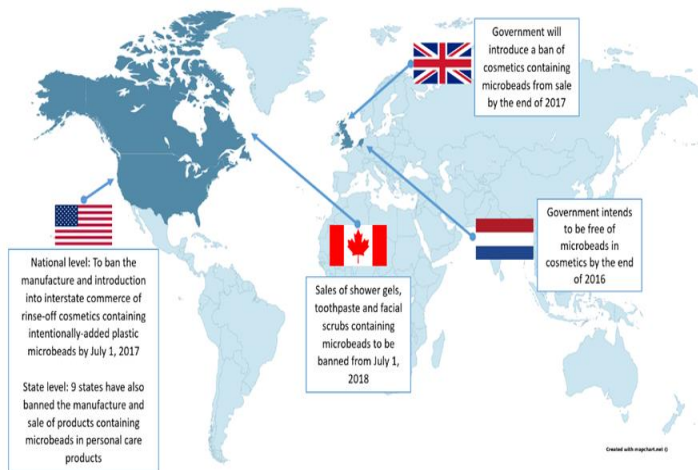 Government will
introduce a ban of
cosmetics containing
microbeads from sale
by the end of 2017
Government intends
to be free of
microbeads in
cosmetics by the end
of 2016
National level: To ban the
manufacture and introduction
into interstate commerce of
rinse-off cosmetics containing
intentionally-added plastic
microbeads by July 1, 2017
State level: 9 states have also
banned the manufacture and
sale of products containing
microbeads in personal care
products
Sales of shower gels,
toothpaste and facial
scrubs containing
microbeads to be
banned from July 1,
2018
Created with mapchart.net ©